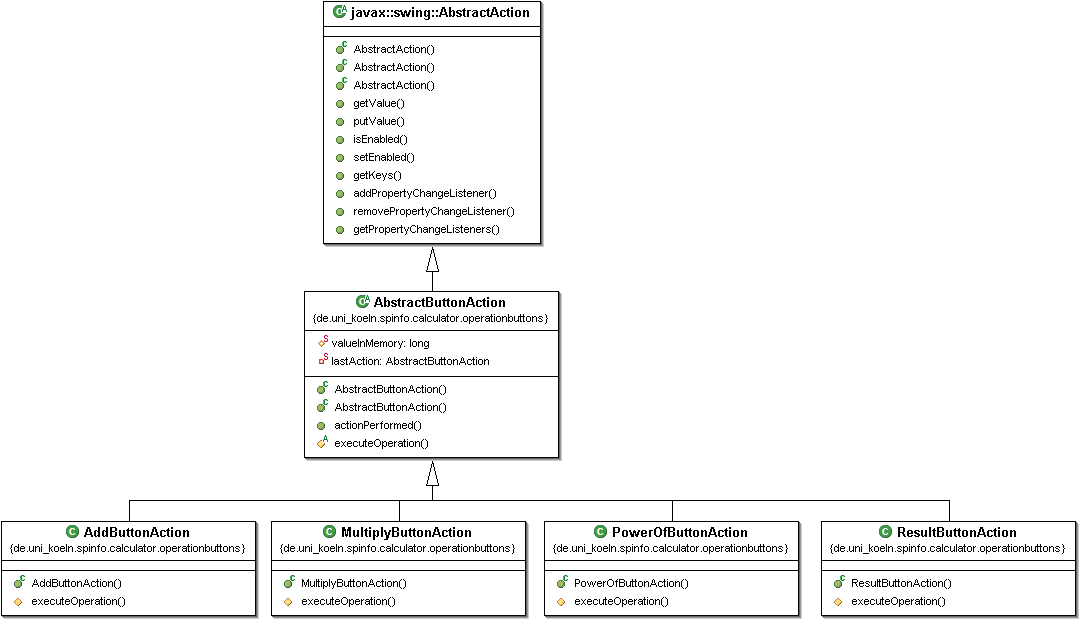 javax::swing::AbstractAction
AbstractAction()
AbstractAction()
AbstractAction()
getValue()
putValue()
isEnabled()
setEnabled()
getKeys()
addPropertyChangeListener()
removePropertyChangeListener()
getPropertyChangeListeners()
AbstractButtonAction
{de.uni_koeln.spinfo.calculator.operationbuttons}
valueInMemory: long
lastAction: AbstractButtonAction
AbstractButtonAction()
AbstractButtonAction()
actionPerformed()
executeOperation()
AddButtonAction
{de.uni_koeln.spinfo.calculator.operationbuttons}
AddButtonAction()
executeOperation()
MultiplyButtonAction
{de.uni_koeln.spinfo.calculator.operationbuttons}
MultiplyButtonAction()
executeOperation()
PowerOfButtonAction
{de.uni_koeln.spinfo.calculator.operationbuttons}
PowerOfButtonAction()
executeOperation()
ResultButtonAction
{de.uni_koeln.spinfo.calculator.operationbuttons}
ResultButtonAction()
executeOperation()